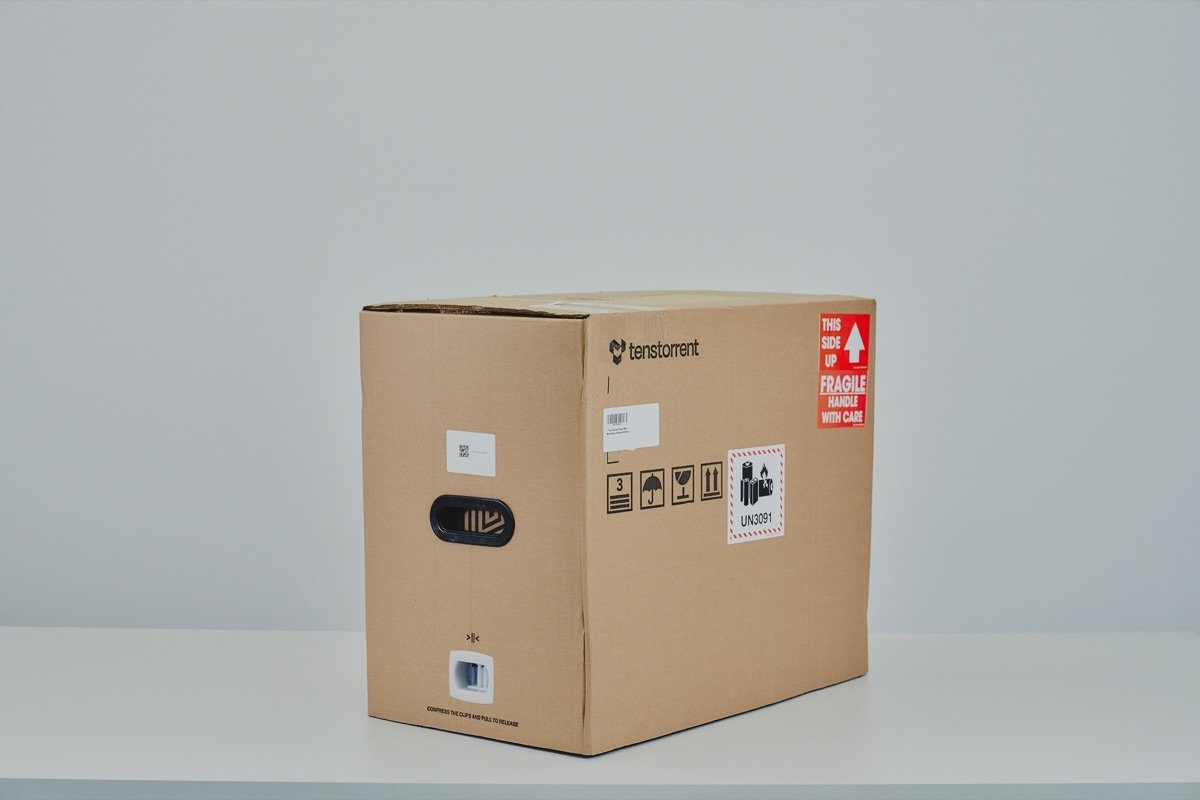 tenstorrent
THIS
SIDE
UP
FRAGILE
HANDLE
WITH CARE
3
UN3091
>||<
COMPRESS THE CLIPS AND PULL TO RELEASE